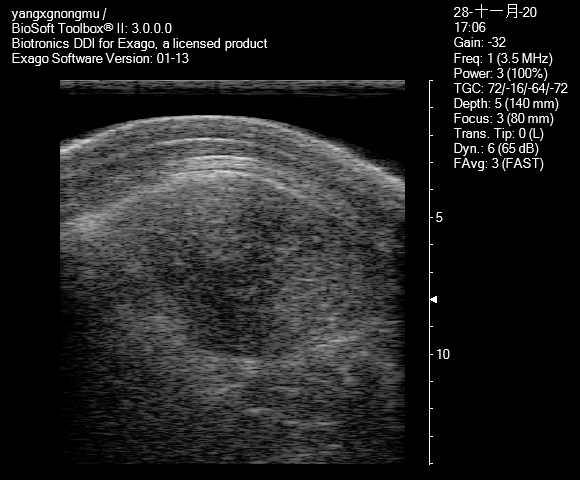 yangxgnongmu /
BioSoft Toolbox® II: 3.0.0.0
Biotronics DDI for Exago, a licensed product
Exago Software Version: 01-13
28-十一月-20
17:06
Gain: -32
Freq: 1 (3.5 MHz)
Power: 3 (100%)
TGC: 72/-16/-64/-72
Depth: 5 (140 mm)
Focus: 3 (80 mm)
Trans. Tip: 0 (L)
Dyn.: 6 (65 dB)
FAvg: 3 (FAST)
5
10